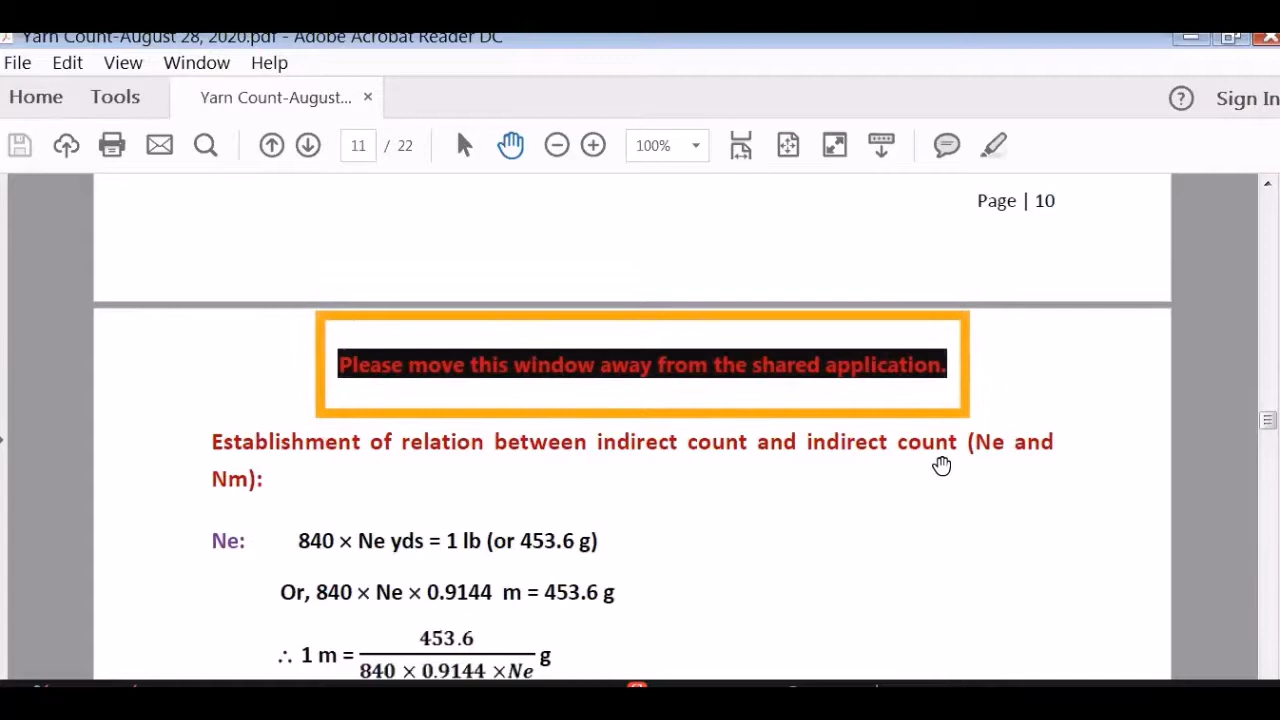 Yarn Count-August 28, 2020.pdf - Adobe Acrobat Reader DC
File Edit View Window Help
Home Tools Yarn Count-August... × ? Sign In
11 / 22 100%
Page | 10
Please move this window away from the shared application.
Establishment of relation between indirect count and indirect count (Ne and
Nm):
Ne: 840 × Ne yds = 1 lb (or 453.6 g)
Or, 840 × Ne × 0.9144 m = 453.6 g
∴ 1 m = 453.6 / 840 × 0.9144 ×Ne g